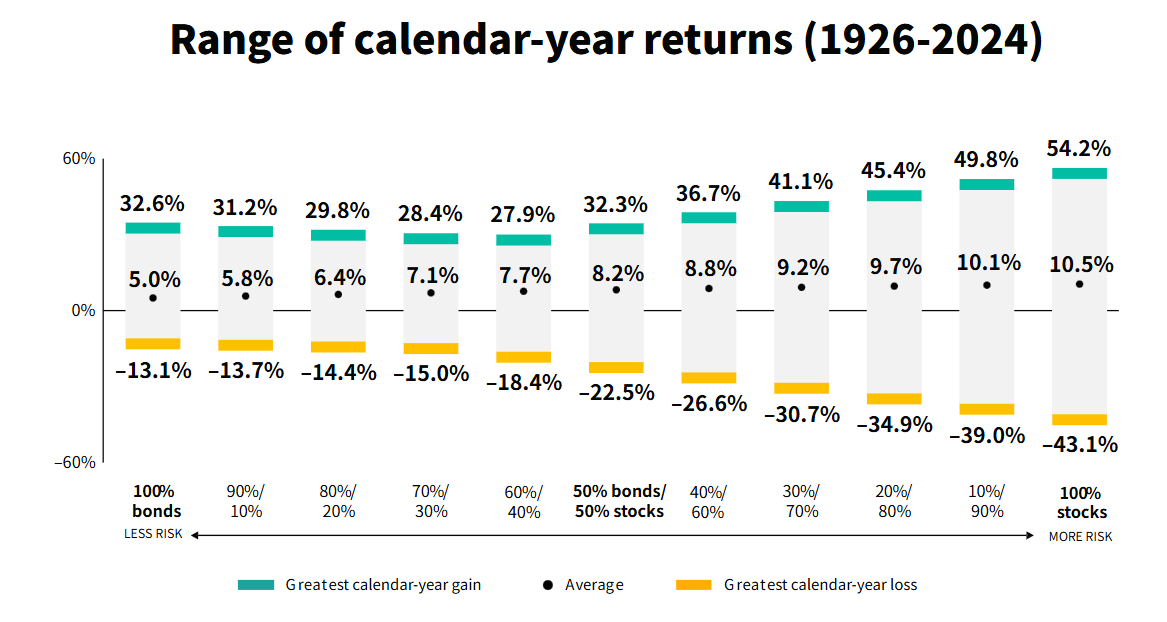 Range of calendar-year returns (1926-2024)
60%
0%
–60%
32.6% 31.2% 29.8% 28.4% 27.9% 32.3% 36.7% 41.1% 45.4% 49.8% 54.2%
5.0% 5.8% 6.4% 7.1% 7.7% 8.2% 8.8% 9.2% 9.7% 10.1% 10.5%
–13.1% –13.7% –14.4% –15.0% –18.4% –22.5% –26.6% –30.7% –34.9% –39.0% –43.1%
100% 90%/ 80%/ 70%/ 60%/ 50% bonds/ 40%/ 30%/ 20%/ 10%/ 100%
bonds 10% 20% 30% 40% 50% stocks 60% 70% 80% 90% stocks
LESS RISK MORE RISK
Greatest calendar-year gain Average Greatest calendar-year loss